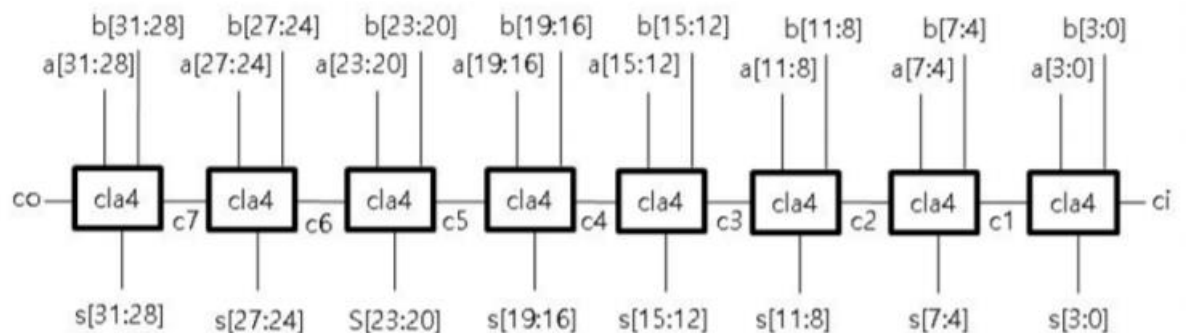 b[31:28] b[27:24] b[23:20] b[19:16] b[15:12] b[11:8] b[7:4] b[3:0]
a[31:28] a[27:24] a[23:20] a[19:16] a[15:12] a[11:8] a[7:4] a[3:0]
co cla4 cla4 cla4 cla4 cla4 cla4 cla4 cla4 ci
c7 c6 c5 c4 c3 c2 c1
s[31:28] s[27:24] S[23:20] s[19:16] s[15:12] s[11:8] s[7:4] s[3:0]